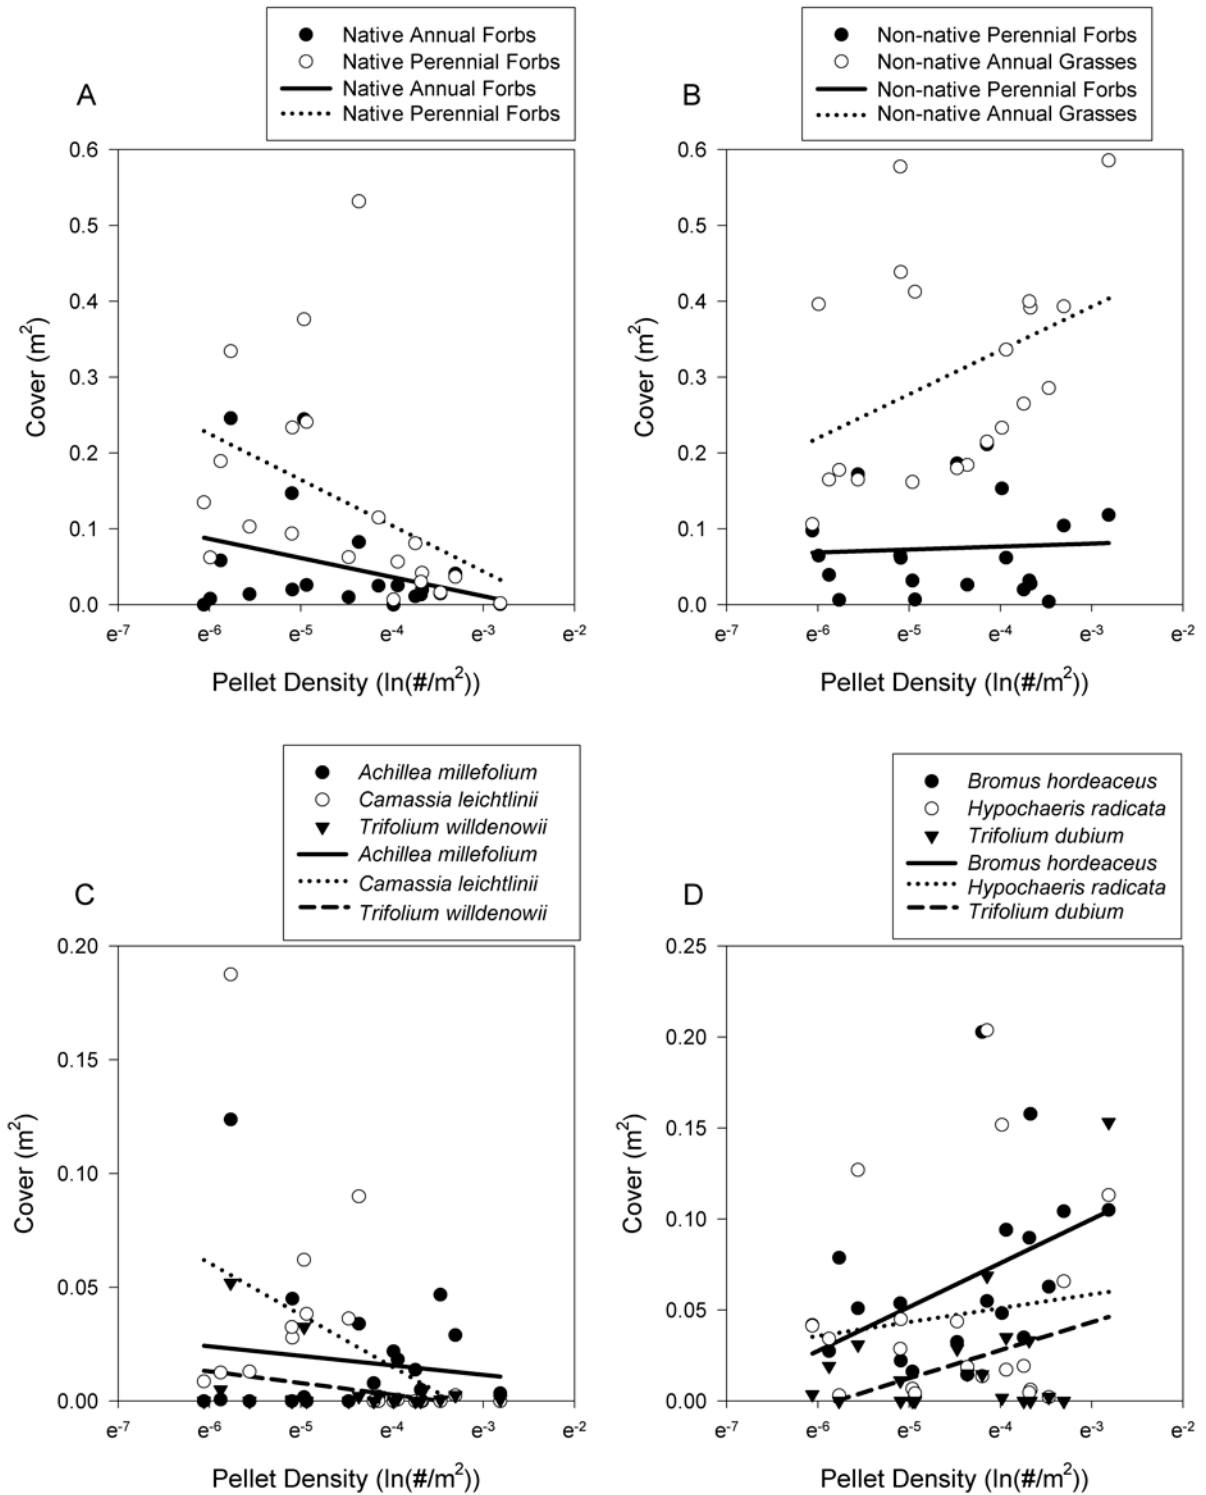 A
Native Annual Forbs
Native Perennial Forbs
Native Annual Forbs
Native Perennial Forbs
0.6
0.5
0.4
0.3
0.2
0.1
0.0
Cover (m²)
e⁻⁷ e⁻⁶ e⁻⁵ e⁻⁴ e⁻³ e⁻²
Pellet Density (ln(#/m²))
B
Non-native Perennial Forbs
Non-native Annual Grasses
Non-native Perennial Forbs
Non-native Annual Grasses
0.6
0.5
0.4
0.3
0.2
0.1
0.0
Cover (m²)
e⁻⁷ e⁻⁶ e⁻⁵ e⁻⁴ e⁻³ e⁻²
Pellet Density (ln(#/m²))
C
Achillea millefolium
Camassia leichtlinii
Trifolium willdenowii
Achillea millefolium
Camassia leichtlinii
Trifolium willdenowii
0.20
0.15
0.10
0.05
0.00
Cover (m²)
e⁻⁷ e⁻⁶ e⁻⁵ e⁻⁴ e⁻³ e⁻²
Pellet Density (ln(#/m²))
D
Bromus hordeaceus
Hypochaeris radicata
Trifolium dubium
Bromus hordeaceus
Hypochaeris radicata
Trifolium dubium
0.25
0.20
0.15
0.10
0.05
0.00
Cover (m²)
e⁻⁷ e⁻⁶ e⁻⁵ e⁻⁴ e⁻³ e⁻²
Pellet Density (ln(#/m²))